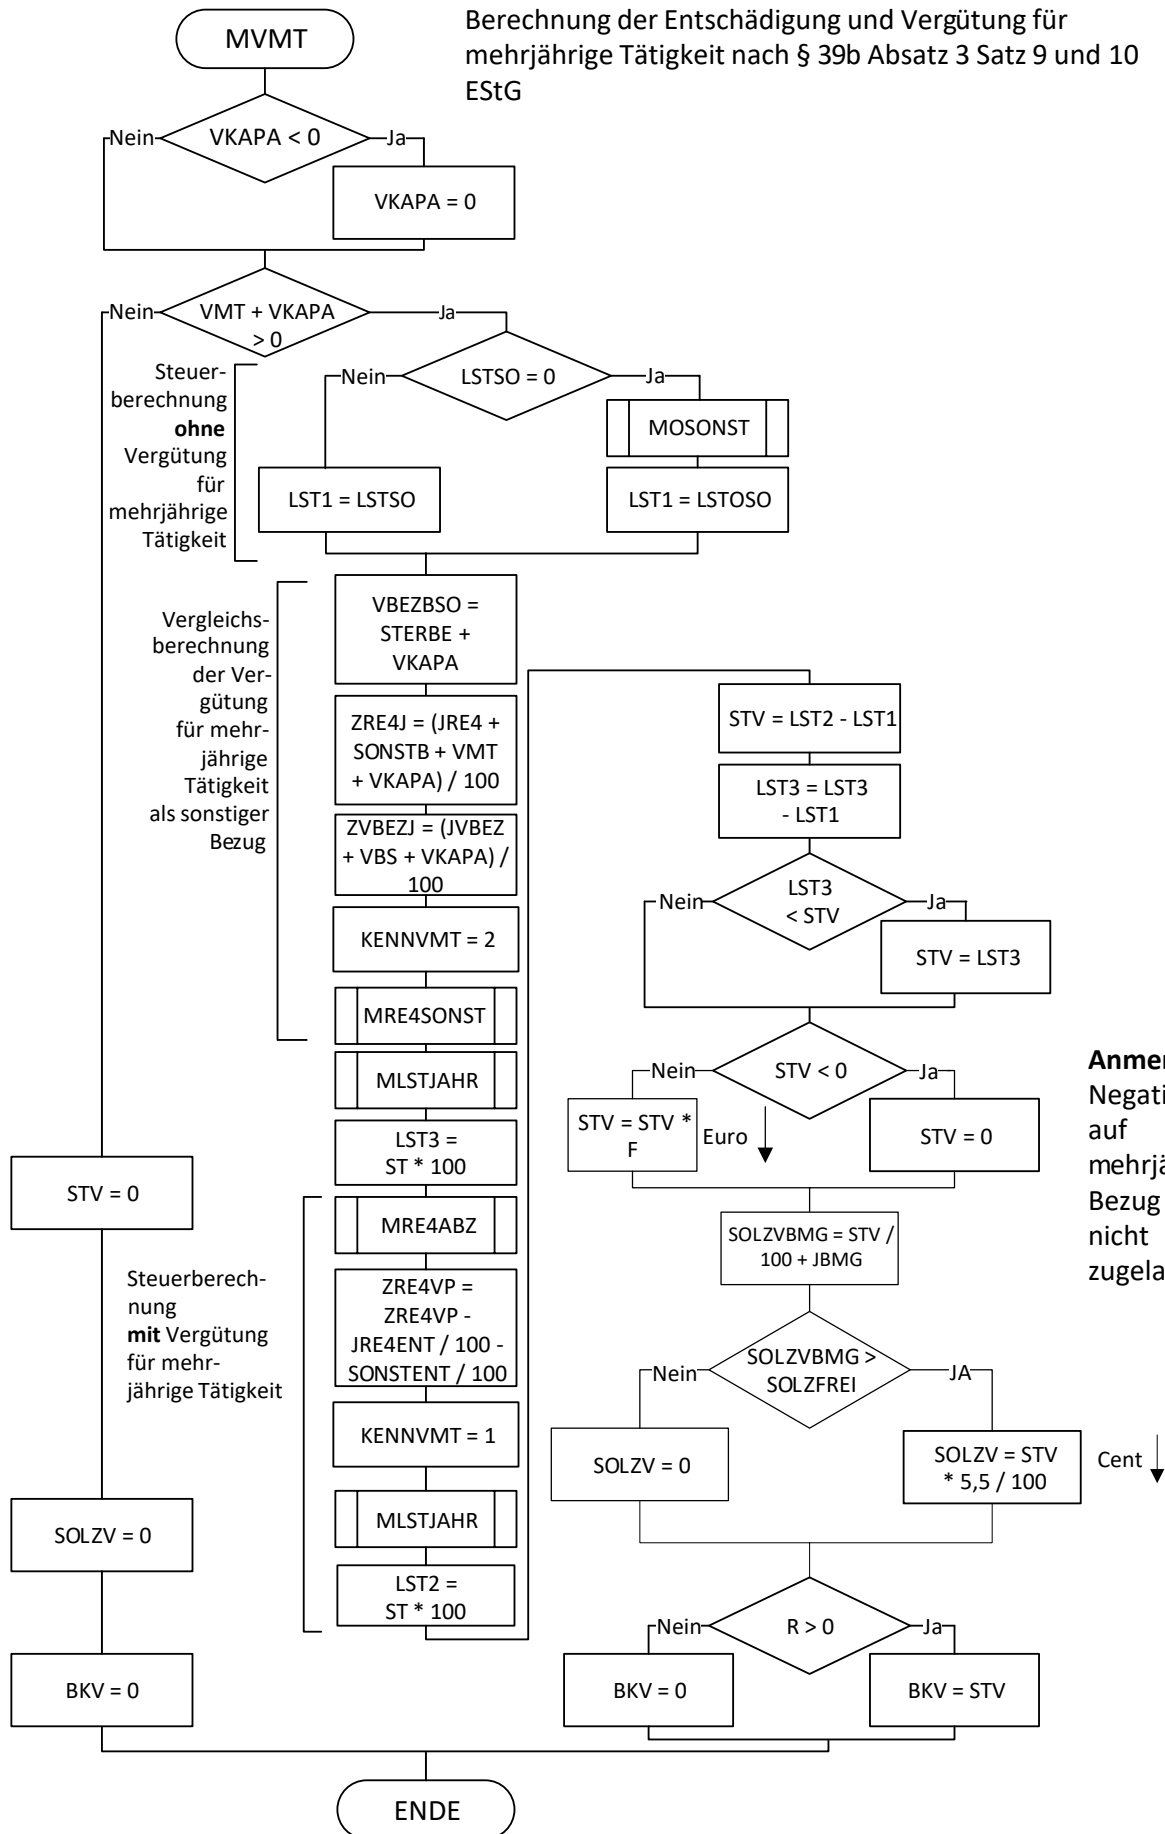 MVMT
Berechnung der Entschädigung und Vergütung für
mehrjährige Tätigkeit nach § 39b Absatz 3 Satz 9 und 10
EStG
Nein
VKAPA < 0
Ja
VKAPA = 0
Nein
VMT + VKAPA
> 0
Ja
Nein
LSTSO = 0
Ja
Steuer-
berechnung
ohne
Vergütung
für
mehrjährige
Tätigkeit
MOSONST
LST1 = LSTSO
LST1 = LSTOSO
Vergleichs-
berechnung
der Ver-
gütung
für mehr-
jährige
Tätigkeit
als sonstiger
Bezug
VBEZBSO =
STERBE +
VKAPA
ZRE4J = (JRE4 +
SONSTB + VMT
+ VKAPA) / 100
ZVBEZJ = (JVBEZ
+ VBS + VKAPA) /
100
KENNVMT = 2
MRE4SONST
MLSTJAHR
LST3 =
ST * 100
Steuerberech-
nung
mit Vergütung
für mehr-
jährige Tätigkeit
MRE4ABZ
ZRE4VP =
ZRE4VP -
JRE4ENT / 100 -
SONSTENT / 100
KENNVMT = 1
MLSTJAHR
LST2 =
ST * 100
STV = LST2 - LST1
LST3 = LST3
- LST1
Nein
LST3
< STV
Ja
STV = LST3
Nein
STV < 0
Ja
STV = STV *
F
Euro
STV = 0
Negati
auf
mehrjä
Bezug
nicht
zugela
SOLZVBMG = STV /
100 + JBMG
Nein
SOLZVBMG >
SOLZFREI
JA
SOLZV = 0
SOLZV = STV
* 5,5 / 100
Cent
Nein
R > 0
Ja
BKV = 0
BKV = STV
STV = 0
SOLZV = 0
BKV = 0
ENDE